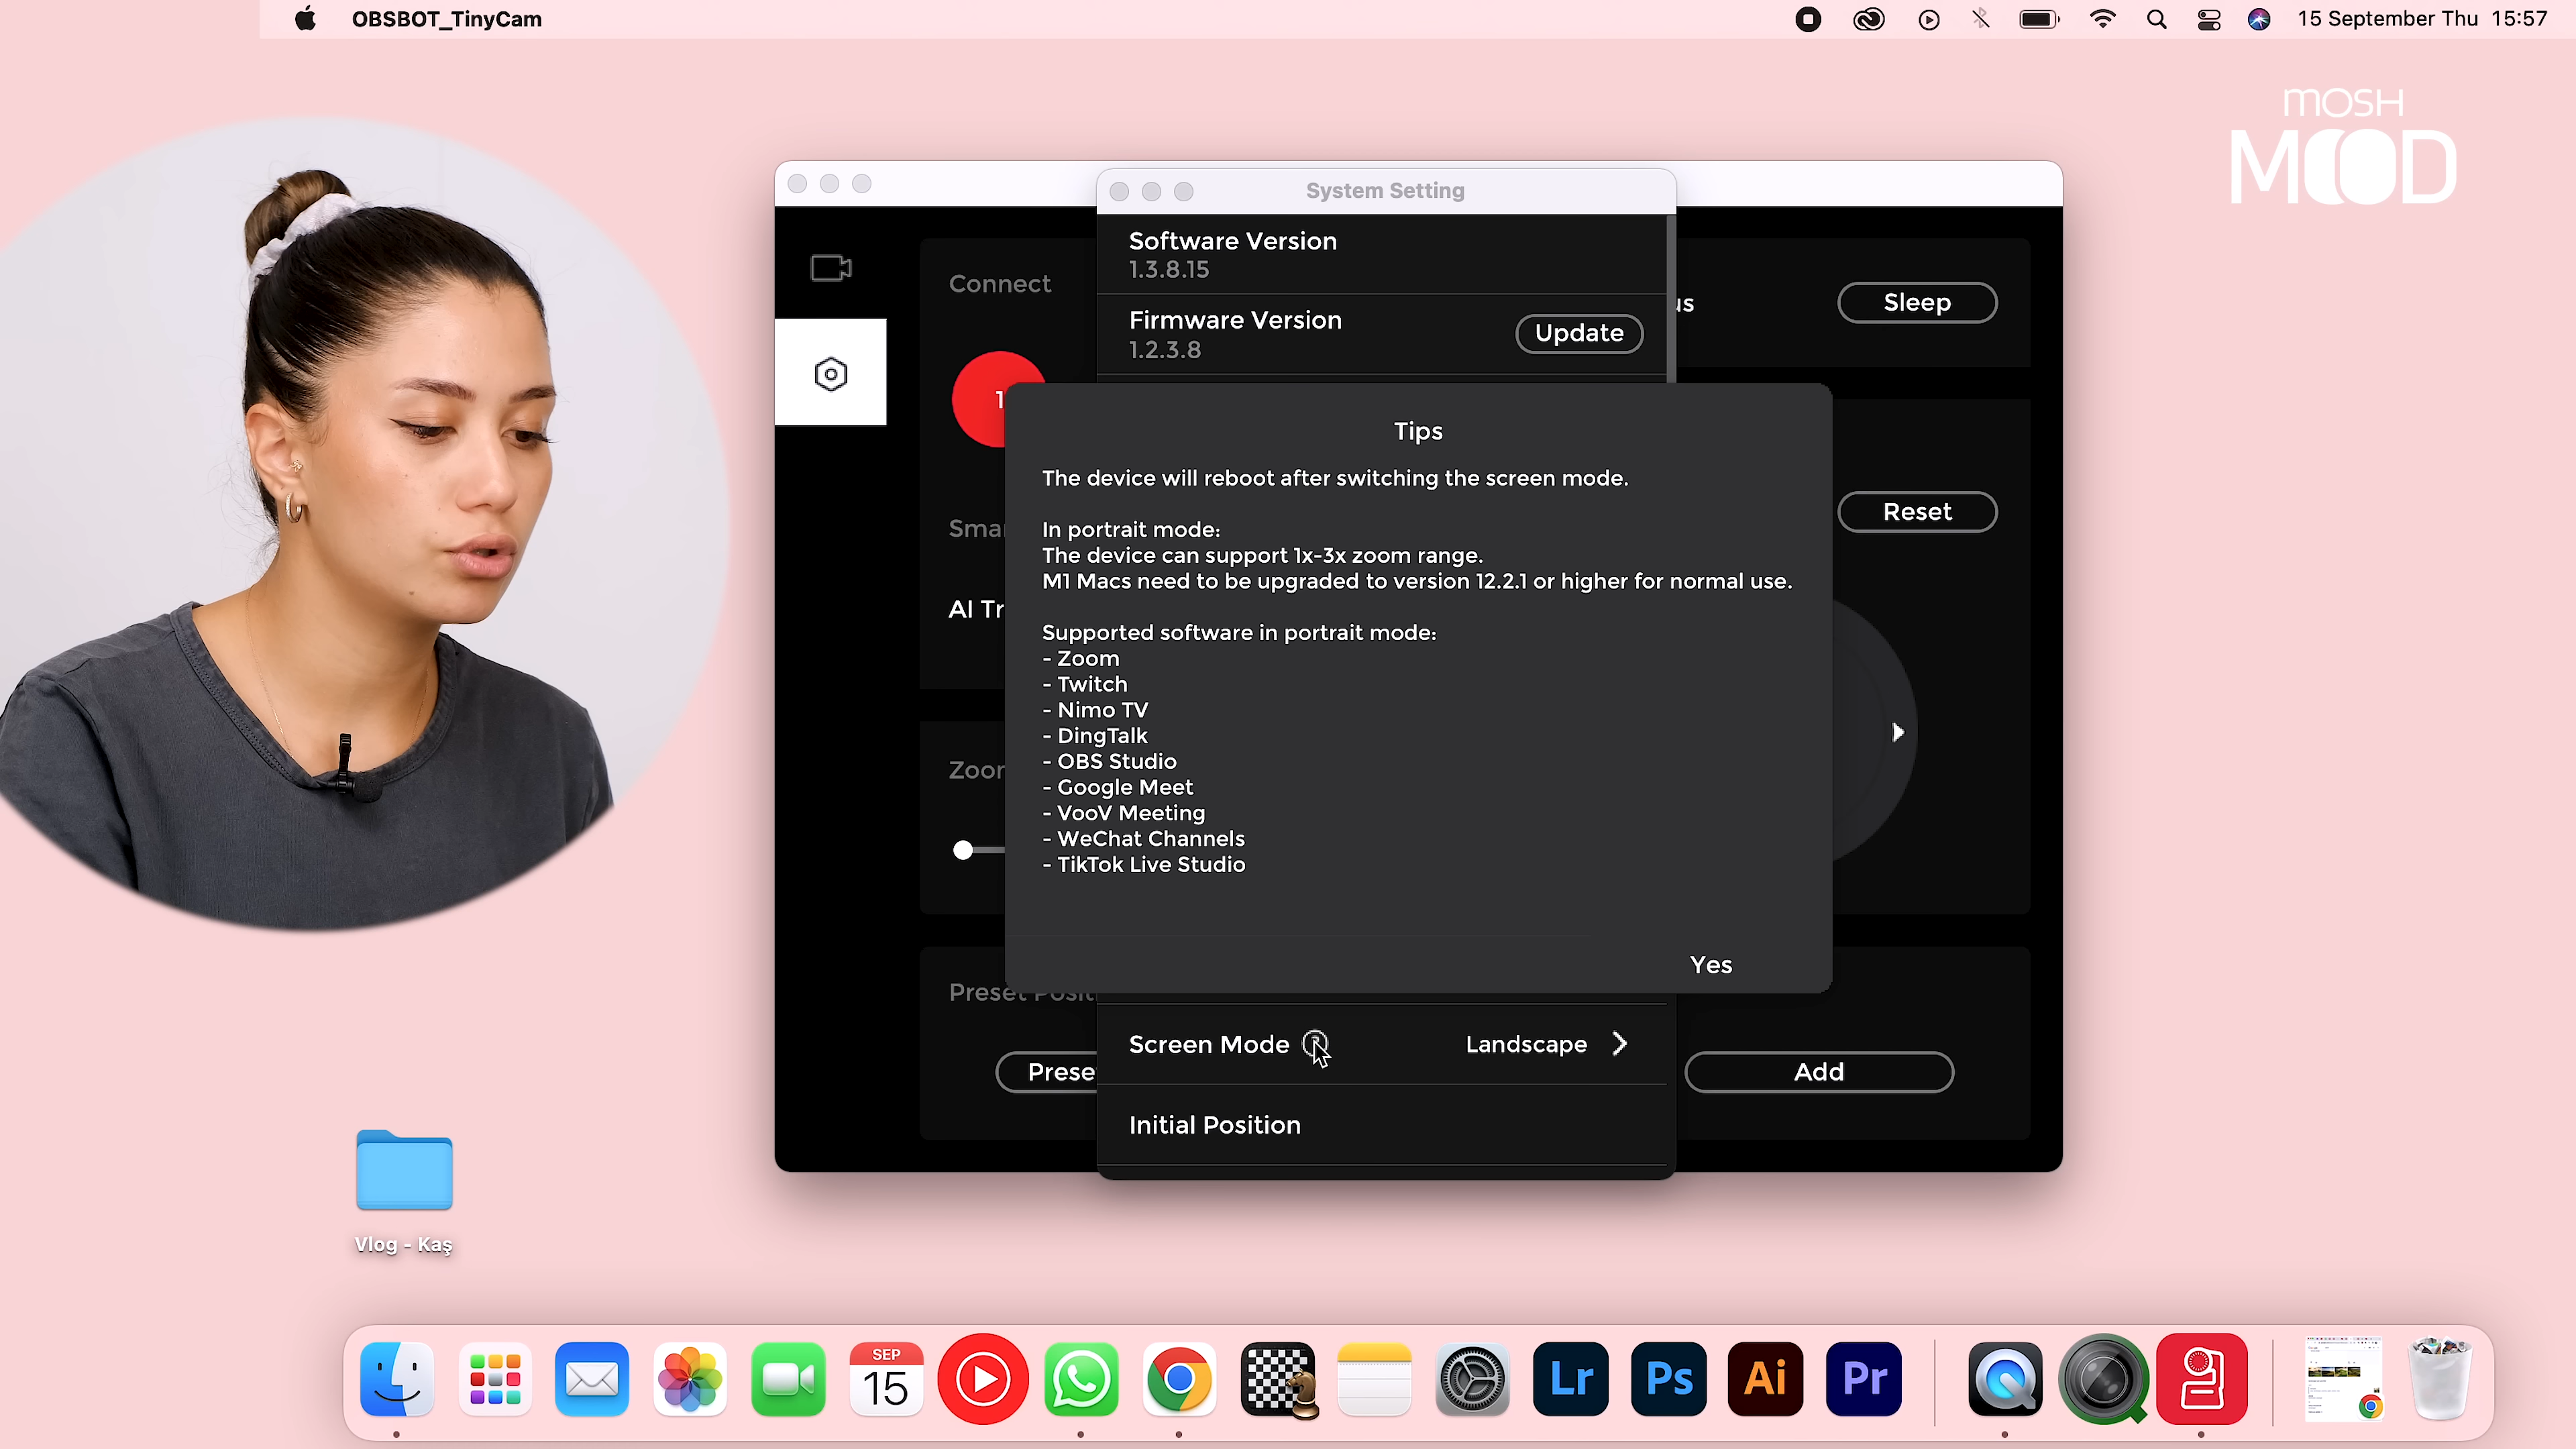 OBSBOT_TinyCam
15 September Thu 15:57
MOSH
MOOD
System Setting
Software Version
1.3.8.15
Connect
Sleep
Firmware Version
1.2.3.8
Update
Tips
The device will reboot after switching the screen mode.
Reset
In portrait mode:
The device can support 1x-3x zoom range.
M1 Macs need to be upgraded to version 12.2.1 or higher for normal use.
AI Tr
Supported software in portrait mode:
- Zoom
- Twitch
- Nimo TV
- DingTalk
- OBS Studio
- Google Meet
- VooV Meeting
- WeChat Channels
- TikTok Live Studio
Yes
Screen Mode
Landscape
Add
Initial Position
Vlog - Kaş
SEP
15
Lr
Ps
Ai
Pr